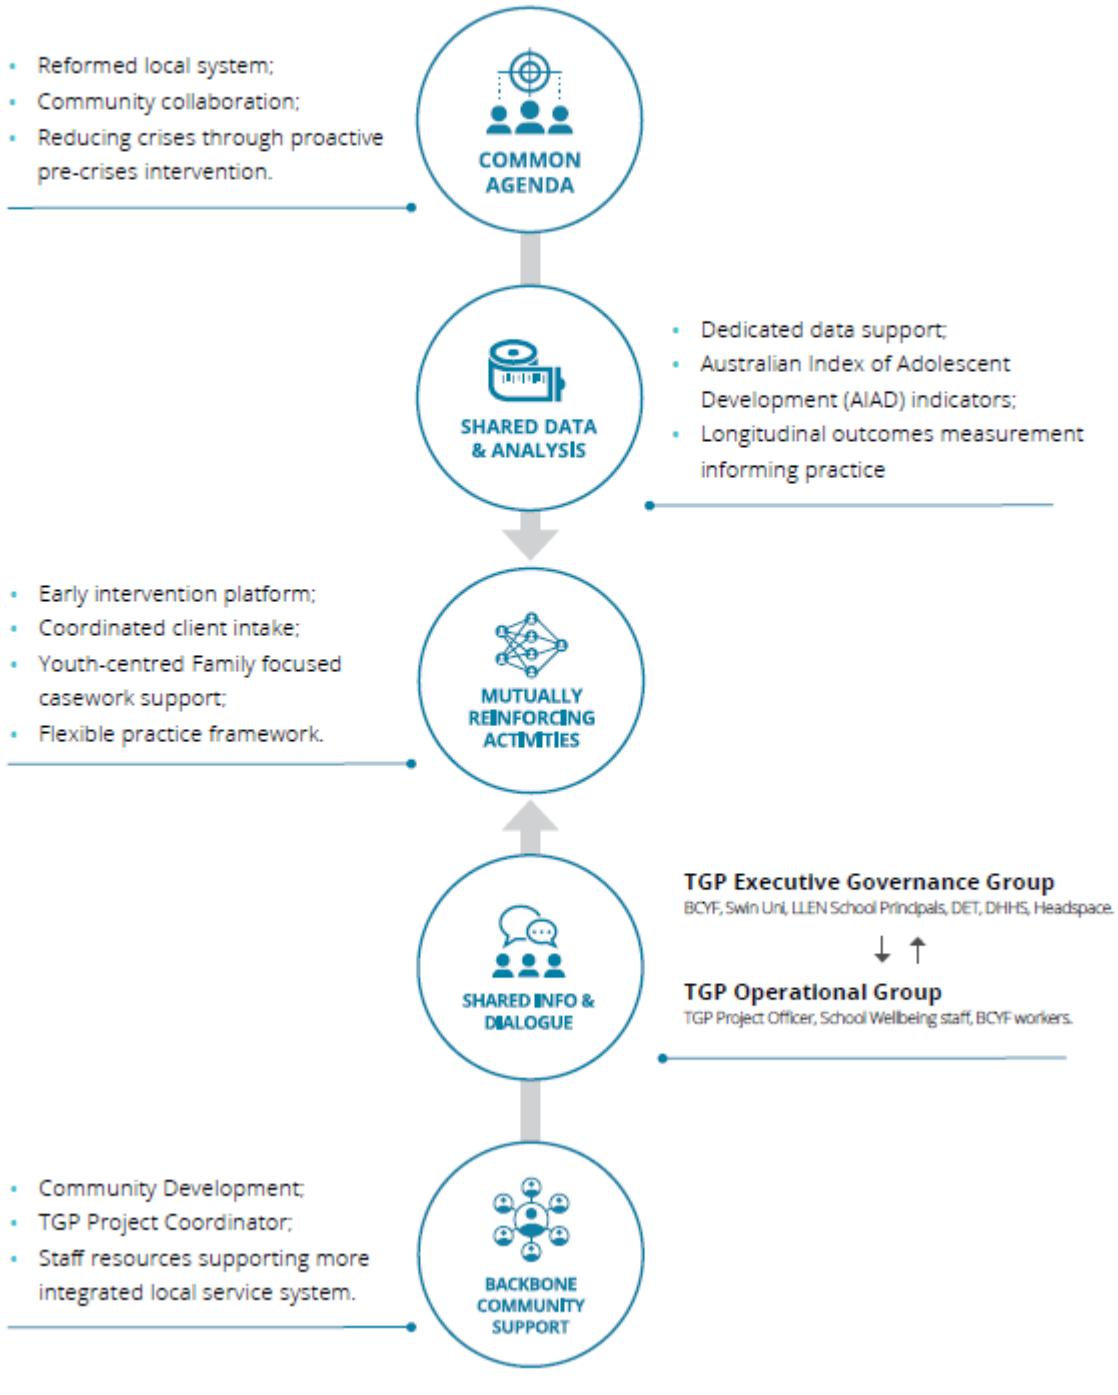 • Reformed local system;
• Community collaboration;
• Reducing crises through proactive
pre-crises intervention.
COMMON
AGENDA
SHARED DATA
& ANALYSIS
• Dedicated data support;
• Australian Index of Adolescent
Development (AIAD) indicators;
• Longitudinal outcomes measurement
informing practice
• Early intervention platform;
• Coordinated client intake;
• Youth-centred Family focused
casework support;
• Flexible practice framework.
MUTUALLY
REINFORCING
ACTIVITIES
SHARED INFO &
DIALOGUE
TGP Executive Governance Group
BCYF, Swin Uni, LLEN School Principals, DET, DHHS, Headspace.
TGP Operational Group
TGP Project Officer, School Wellbeing staff, BCYF workers.
• Community Development;
• TGP Project Coordinator;
• Staff resources supporting more
integrated local service system.
BACKBONE
COMMUNITY
SUPPORT